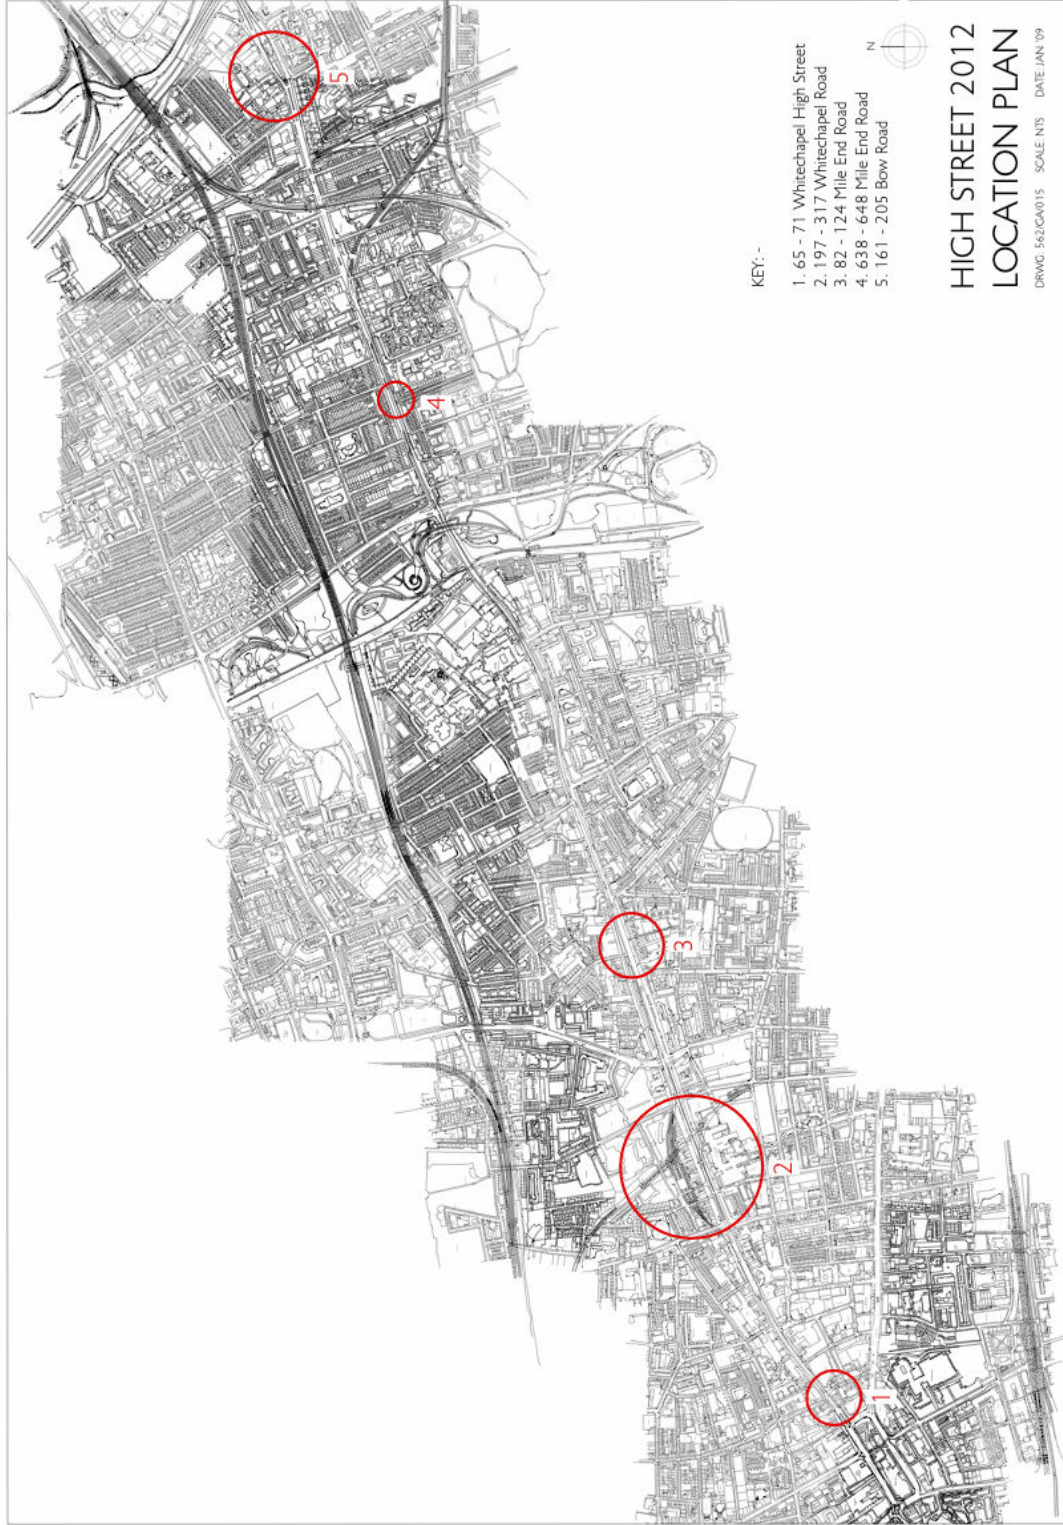 5
4
3
2
1
N
KEY: -
1. 65 - 71 Whitechapel High Street
2. 197 - 317 Whitechapel Road
3. 82 - 124 Mile End Road
4. 638 - 648 Mile End Road
5. 161 - 205 Bow Road
HIGH STREET 2012
LOCATION PLAN
DRWG: 562/GA/015 SCALE: NTS DATE: JAN '09